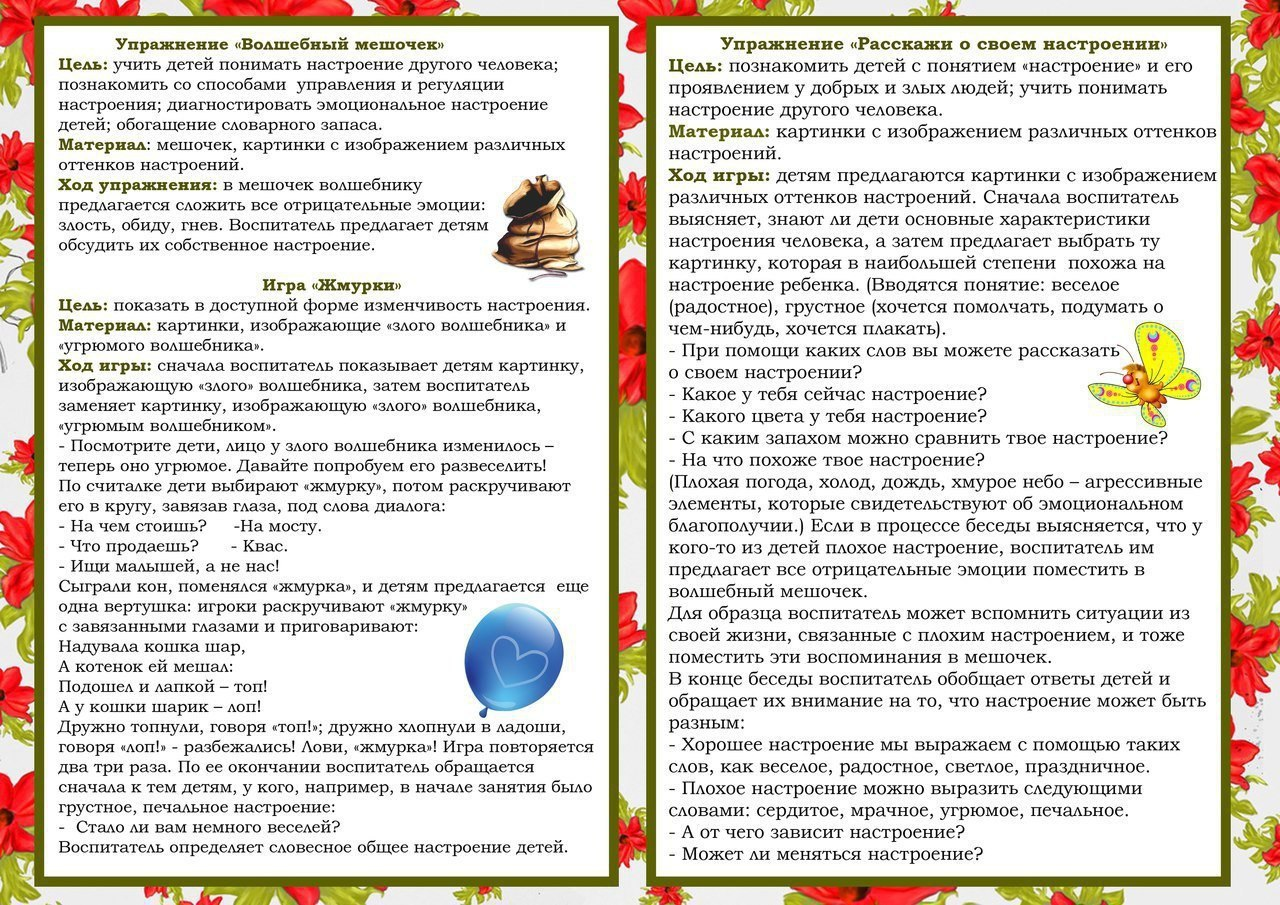 Упражнение «Волшебный мешочек»
Цель: учить детей понимать настроение другого человека;
познакомить со способами управления и регуляции
настроения; диагностировать эмоциональное настроение
детей; обогащение словарного запаса.
Материал: мешочек, картинки с изображением различных
оттенков настроений.
Ход упражнения: в мешочек волшебнику
предлагается сложить все отрицательные эмоции:
злость, обиду, гнев. Воспитатель предлагает детям
обсудить их собственное настроение.
Игра «Жмурки»
Цель: показать в доступной форме изменчивость настроения.
Материал: картинки, изображающие «злого волшебника» и
«угрюмого волшебника».
Ход игры: сначала воспитатель показывает детям картинку,
изображающую «злого» волшебника, затем воспитатель
заменяет картинку, изображающую «злого» волшебника,
«угрюмым волшебником».
- Посмотрите дети, лицо у злого волшебника изменилось –
теперь оно угрюмое. Давайте попробуем его развеселить!
По считалке дети выбирают «жмурку», потом раскручивают
его в кругу, завязав глаза, под слова диалога:
- На чем стоишь? -На мосту.
- Что продаешь? - Квас.
- Ищи малышей, а не нас!
Сыграли кон, поменялся «жмурка», и детям предлагается еще
одна вертушка: игроки раскручивают «жмурку»
с завязанными глазами и приговаривают:
Надувала кошка шар,
А котенок ей мешал:
Подошел и лапкой – топ!
А у кошки шарик – лоп!
Дружно топнули, говоря «топ!»; дружно хлопнули в ладоши,
говоря «лоп!» - разбежались! Лови, «жмурка»! Игра повторяется
два три раза. По ее окончании воспитатель обращается
сначала к тем детям, у кого, например, в начале занятия было
грустное, печальное настроение:
- Стало ли вам немного веселей?
Воспитатель определяет словесное общее настроение детей.
Упражнение «Расскажи о своем настроении»
Цель: познакомить детей с понятием «настроение» и его
проявлением у добрых и злых людей; учить понимать
настроение другого человека.
Материал: картинки с изображением различных оттенков
настроений.
Ход игры: детям предлагаются картинки с изображением
различных оттенков настроений. Сначала воспитатель
выясняет, знают ли дети основные характеристики
настроения человека, а затем предлагает выбрать ту
картинку, которая в наибольшей степени похожа на
настроение ребенка. (Вводятся понятие: веселое
(радостное), грустное (хочется помолчать, подумать о
чем-нибудь, хочется плакать).
- При помощи каких слов вы можете рассказать
о своем настроении?
- Какое у тебя сейчас настроение?
- Какого цвета у тебя настроение?
- С каким запахом можно сравнить твое настроение?
- На что похоже твое настроение?
(Плохая погода, холод, дождь, хмурое небо – агрессивные
элементы, которые свидетельствуют об эмоциональном
благополучии.) Если в процессе беседы выясняется, что у
кого-то из детей плохое настроение, воспитатель им
предлагает все отрицательные эмоции поместить в
волшебный мешочек.
Для образца воспитатель может вспомнить ситуации из
своей жизни, связанные с плохим настроением, и тоже
поместить эти воспоминания в мешочек.
В конце беседы воспитатель обобщает ответы детей и
обращает их внимание на то, что настроение может быть
разным:
- Хорошее настроение мы выражаем с помощью таких
слов, как веселое, радостное, светлое, праздничное.
- Плохое настроение можно выразить следующими
словами: сердитое, мрачное, угрюмое, печальное.
- А от чего зависит настроение?
- Может ли меняться настроение?